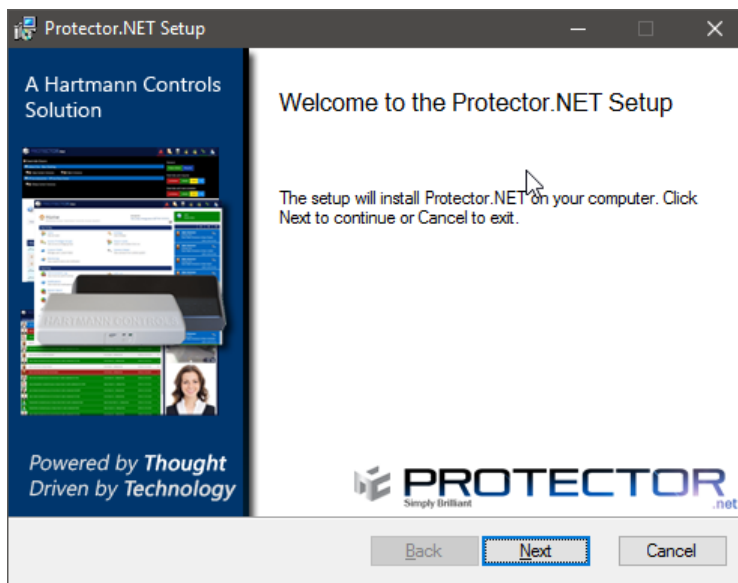 Protector.NET Setup
A Hartmann Controls
Solution
Welcome to the Protector.NET Setup
The setup will install Protector.NET on your computer. Click
Next to continue or Cancel to exit.
HARTMANN CONTROLS
Powered by Thought
Driven by Technology
PROTECTOR
.net
Simply Brilliant
Back
Next
Cancel